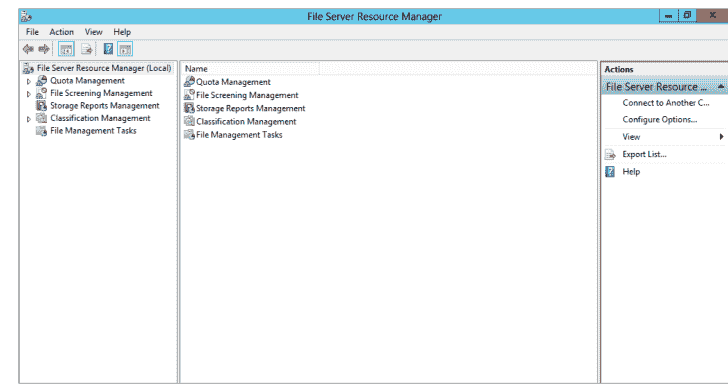 File Server Resource Manager
File Action View Help
File Server Resource Manager (Local)
Quota Management
File Screening Management
Storage Reports Management
Classification Management
File Management Tasks
Name
Quota Management
File Screening Management
Storage Reports Management
Classification Management
File Management Tasks
Actions
File Server Resource ...
Connect to Another C...
Configure Options...
View
Export List...
Help